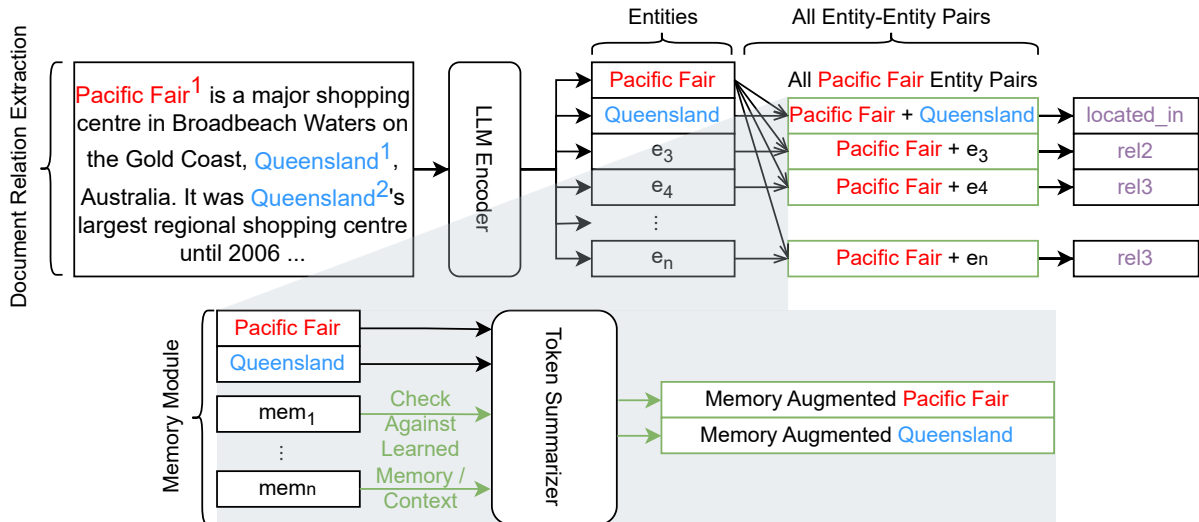 Entities
All Entity-Entity Pairs
Document Relation Extraction
Pacific Fair1 is a major shopping
centre in Broadbeach Waters on
the Gold Coast, Queensland1,
Australia. It was Queensland2's
largest regional shopping centre
until 2006 ...
LLM Encoder
Pacific Fair
Queensland
e3
e4
⋮
en
All Pacific Fair Entity Pairs
Pacific Fair + Queensland
Pacific Fair + e3
Pacific Fair + e4
Pacific Fair + en
located_in
rel2
rel3
rel3
Memory Module
Pacific Fair
Queensland
mem1
⋮
memn
Check
Against
Learned
Memory /
Context
Token Summarizer
Memory Augmented Pacific Fair
Memory Augmented Queensland